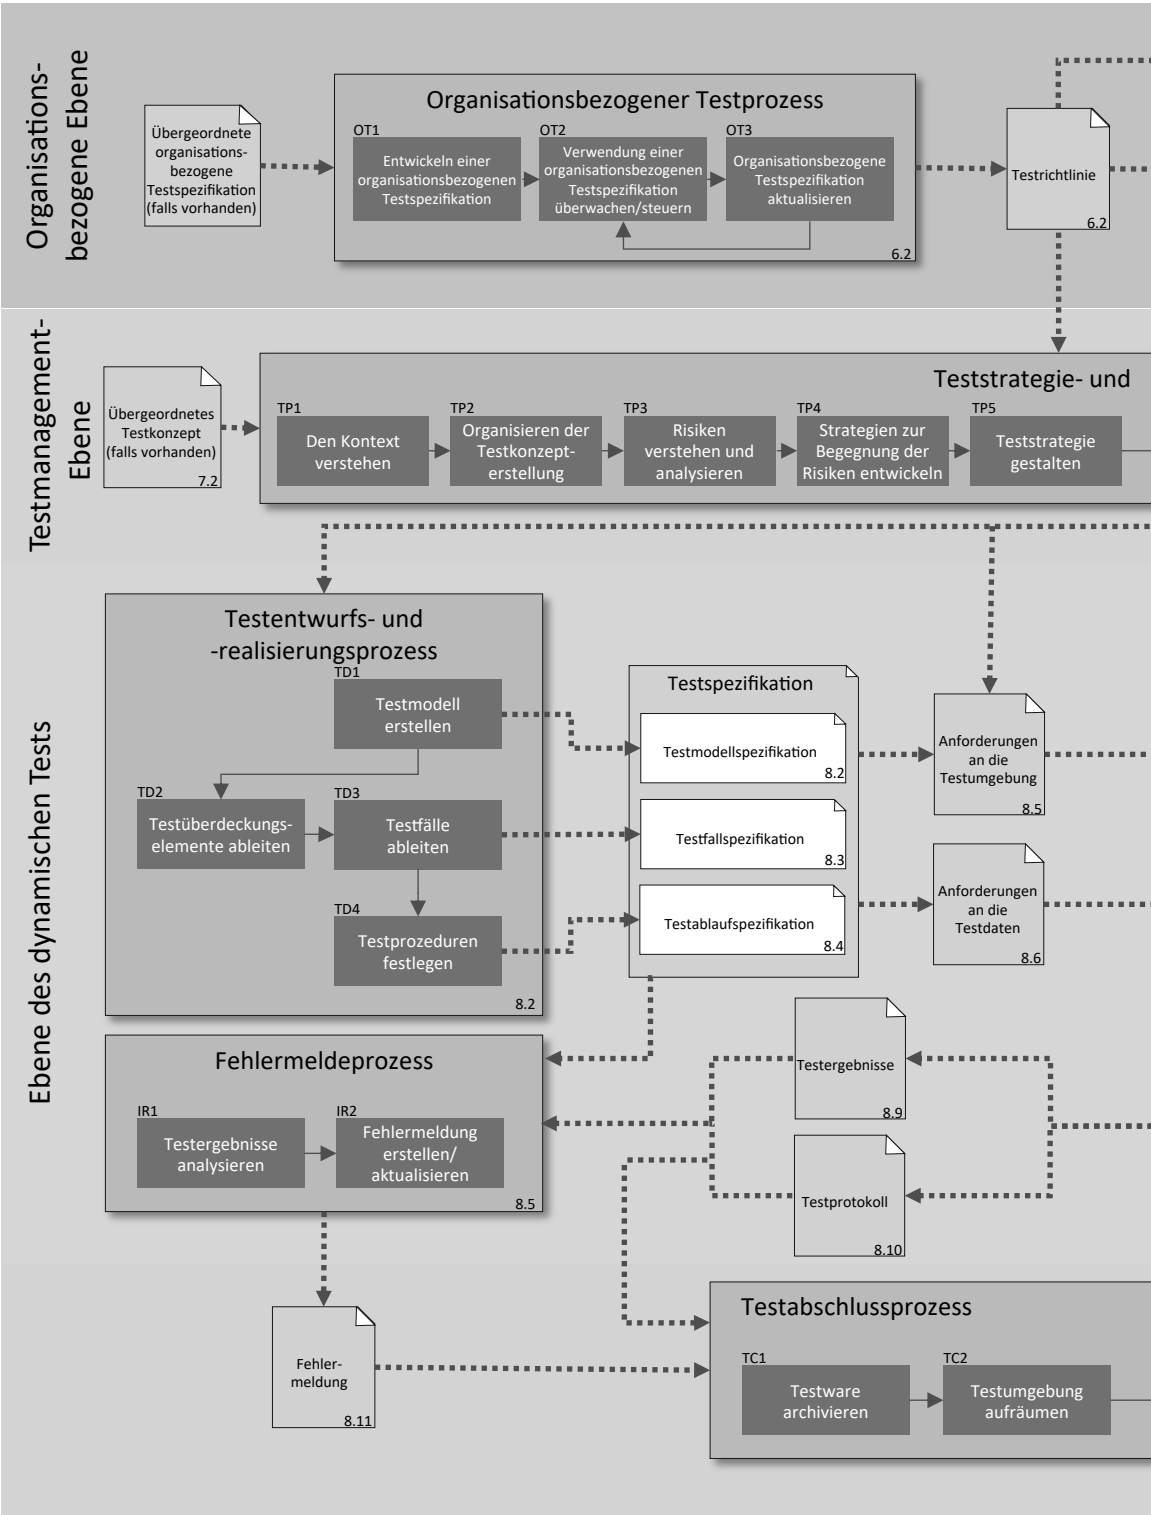 Organisations-
bezogene Ebene
Übergeordnete
organisations-
bezogene
Testspezifikation
(falls vorhanden)
Organisationsbezogener Testprozess
OT1
Entwickeln einer
organisationsbezogenen
Testspezifikation
OT2
Verwendung einer
organisationsbezogenen
Testspezifikation
überwachen/steuern
OT3
Organisationsbezogene
Testspezifikation
aktualisieren
6.2
Testrichtlinie
6.2
Testmanagement-
Ebene
Übergeordnetes
Testkonzept
(falls vorhanden)
7.2
Teststrategie- und
TP1
Den Kontext
verstehen
TP2
Organisieren der
Testkonzept-
erstellung
TP3
Risiken
verstehen und
analysieren
TP4
Strategien zur
Begegnung der
Risiken entwickeln
TP5
Teststrategie
gestalten
Ebene des dynamischen Tests
Testentwurfs- und
-realisierungsprozess
TD1
Testmodell
erstellen
TD2
Testüberdeckungs-
elemente ableiten
TD3
Testfälle
ableiten
TD4
Testprozeduren
festlegen
8.2
Testspezifikation
Testmodellspezifikation
8.2
Testfallspezifikation
8.3
Testablaufspezifikation
8.4
Anforderungen
an die
Testumgebung
8.5
Anforderungen
an die
Testdaten
8.6
Fehlermeldeprozess
IR1
Testergebnisse
analysieren
IR2
Fehlermeldung
erstellen/
aktualisieren
8.5
Testergebnisse
8.9
Testprotokoll
8.10
Fehler-
meldung
8.11
Testabschlussprozess
TC1
Testware
archivieren
TC2
Testumgebung
aufräumen